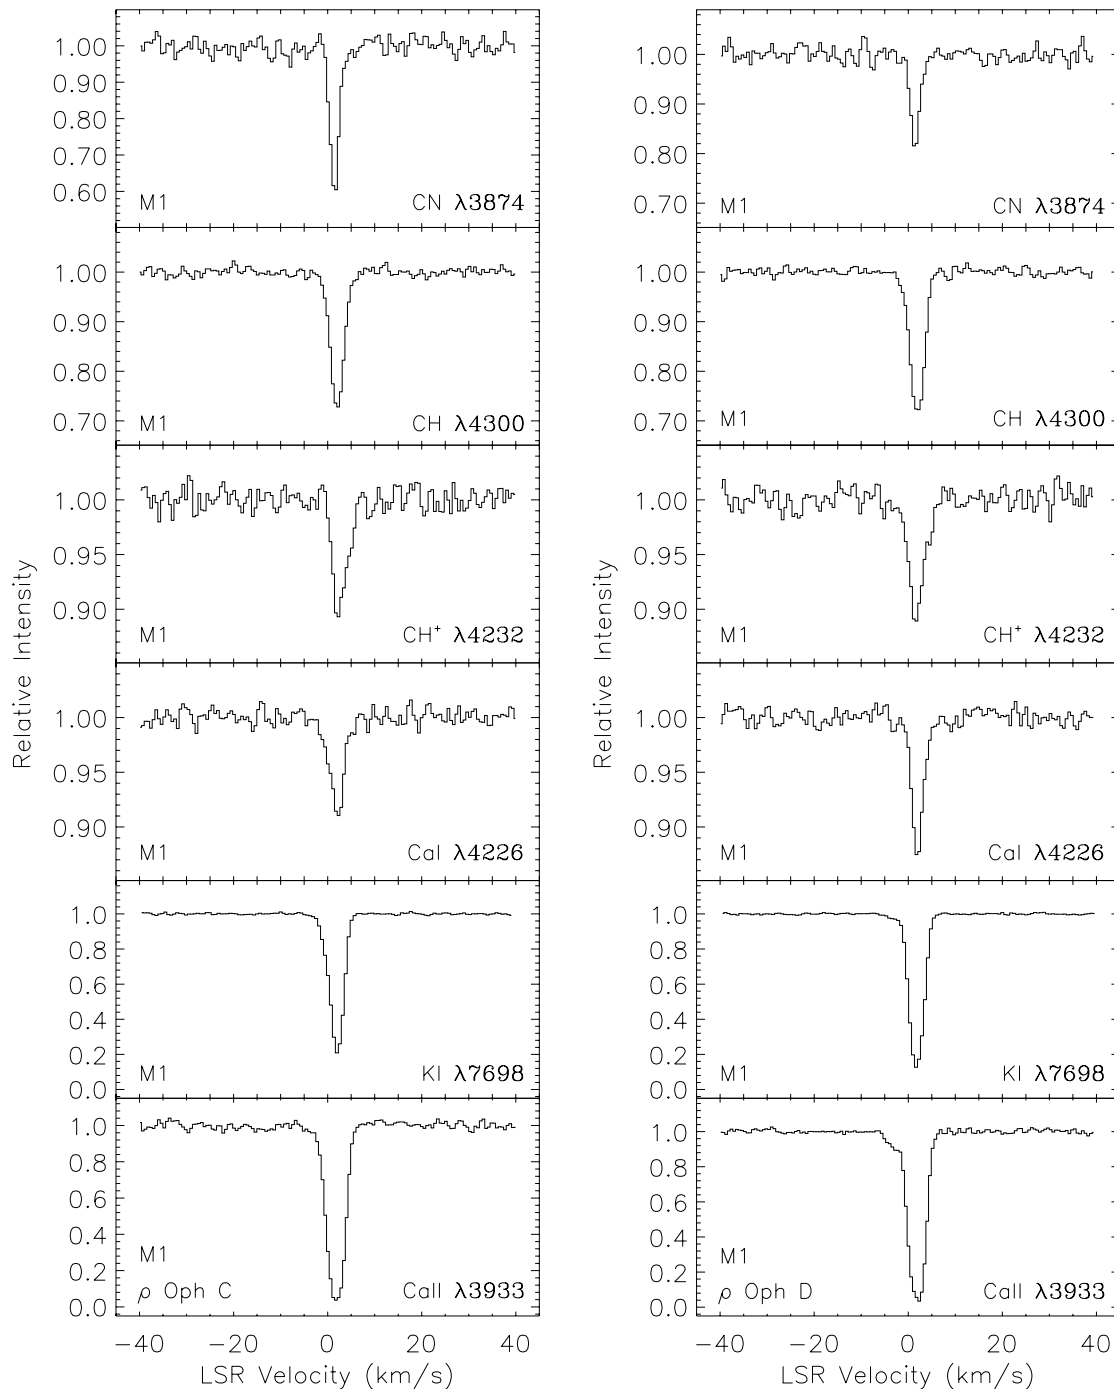 1.00
0.90
0.80
0.70
0.60
M1
CN λ3874
1.00
0.90
0.80
0.70
M1
CH λ4300
1.00
0.95
0.90
M1
CH⁺ λ4232
1.00
0.95
0.90
M1
CaI λ4226
1.0
0.8
0.6
0.4
0.2
0.0
M1
KI λ7698
1.0
0.8
0.6
0.4
0.2
0.0
M1
ρ Oph C
CaII λ3933
−40 −20 0 20 40
LSR Velocity (km/s)
Relative Intensity
1.00
0.90
0.80
0.70
M1
CN λ3874
1.00
0.90
0.80
0.70
M1
CH λ4300
1.00
0.95
0.90
M1
CH⁺ λ4232
1.00
0.95
0.90
M1
CaI λ4226
1.0
0.8
0.6
0.4
0.2
0.0
M1
KI λ7698
1.0
0.8
0.6
0.4
0.2
0.0
M1
ρ Oph D
CaII λ3933
−40 −20 0 20 40
LSR Velocity (km/s)
Relative Intensity